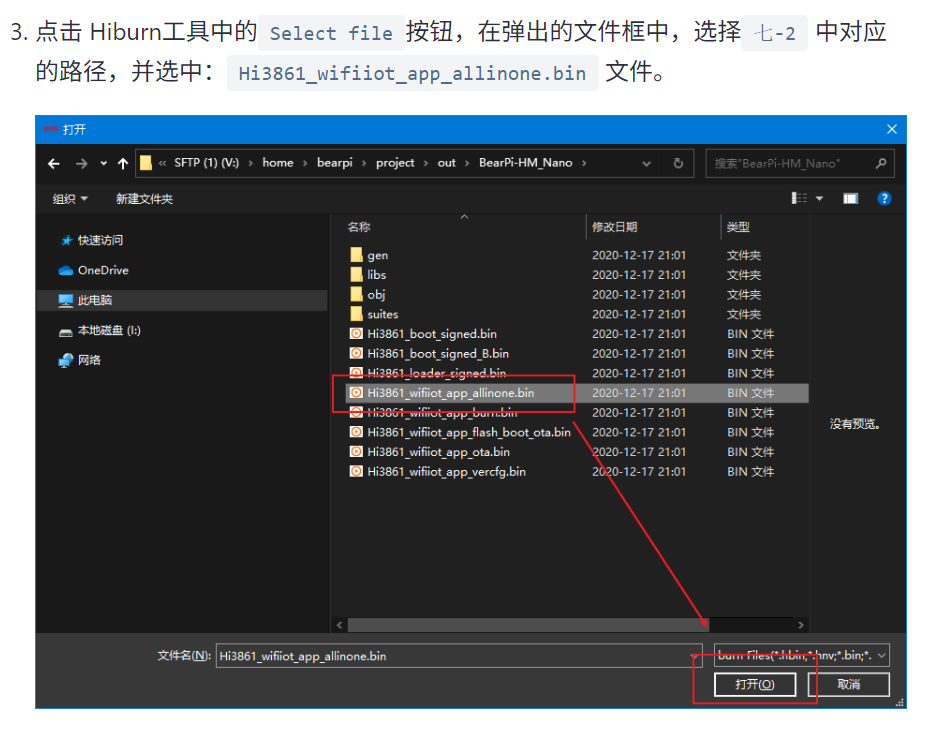 3. 点击 Hiburn工具中的 Select file 按钮，在弹出的文件框中，选择 七-2 中对应
的路径，并选中： Hi3861_wifiiot_app_allinone.bin 文件。
打开
« SFTP (1) (V:) › home › bearpi › project › out › BearPi-HM_Nano ›
搜索"BearPi-HM_Nano"
组织 新建文件夹
名称 修改日期 类型
快速访问
OneDrive
此电脑
本地磁盘 (I:)
网络
gen 2020-12-17 21:01 文件夹
libs 2020-12-17 21:01 文件夹
obj 2020-12-17 21:01 文件夹
suites 2020-12-17 21:01 文件夹
Hi3861_boot_signed.bin 2020-12-17 21:01 BIN 文件
Hi3861_boot_signed_B.bin 2020-12-17 21:01 BIN 文件
Hi3861_loader_signed.bin 2020-12-17 21:01 BIN 文件
Hi3861_wifiiot_app_allinone.bin 2020-12-17 21:01 BIN 文件
Hi3861_wifiiot_app_burn.bin 2020-12-17 21:01 BIN 文件
Hi3861_wifiiot_app_flash_boot_ota.bin 2020-12-17 21:01 BIN 文件
Hi3861_wifiiot_app_ota.bin 2020-12-17 21:01 BIN 文件
Hi3861_wifiiot_app_vercfg.bin 2020-12-17 21:01 BIN 文件
没有预览。
文件名(N): Hi3861_wifiiot_app_allinone.bin
burn Files(*.hbin;*.hnv;*.bin;*.
打开(O) 取消